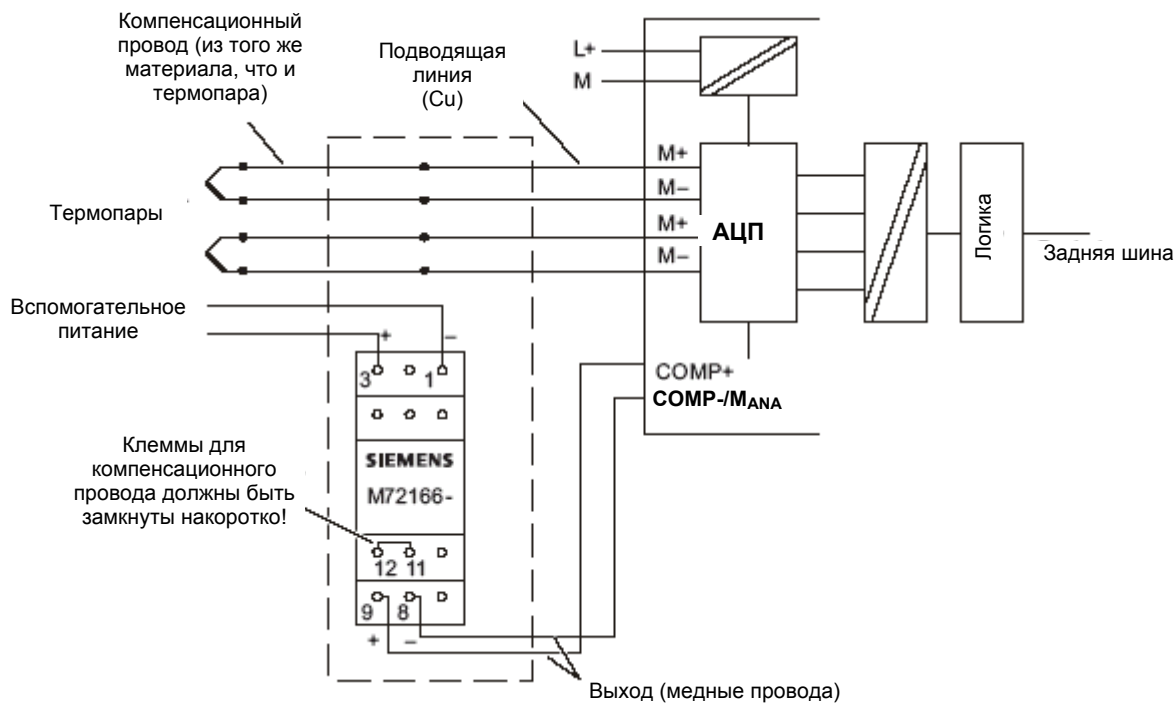 Компенсационный
провод (из того же
материала, что и
термопара)
Подводящая
линия
(Cu)
L+
M
M+
M–
M+
M–
Термопары
АЦП
Логика
Задняя шина
Вспомогательное
питание
+
–
3
1
COMP+
COMP-/MANA
Клеммы для
компенсационного
провода должны быть
замкнуты накоротко!
SIEMENS
M72166-
12 11
9 8
+ –
Выход (медные провода)